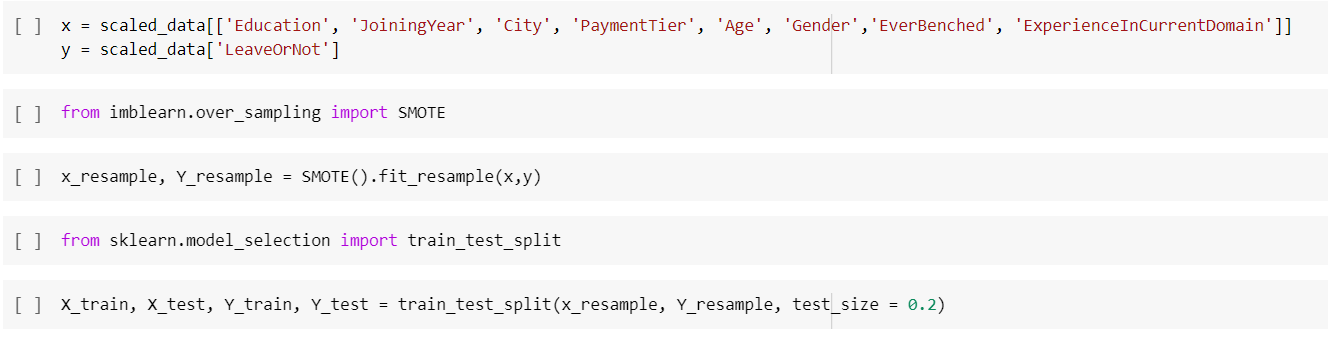 [ ] x = scaled_data[['Education', 'JoiningYear', 'City', 'PaymentTier', 'Age', 'Gender','EverBenched', 'ExperienceInCurrentDomain']]
y = scaled_data['LeaveOrNot']
[ ] from imblearn.over_sampling import SMOTE
[ ] x_resample, Y_resample = SMOTE().fit_resample(x,y)
[ ] from sklearn.model_selection import train_test_split
[ ] X_train, X_test, Y_train, Y_test = train_test_split(x_resample, Y_resample, test_size = 0.2)